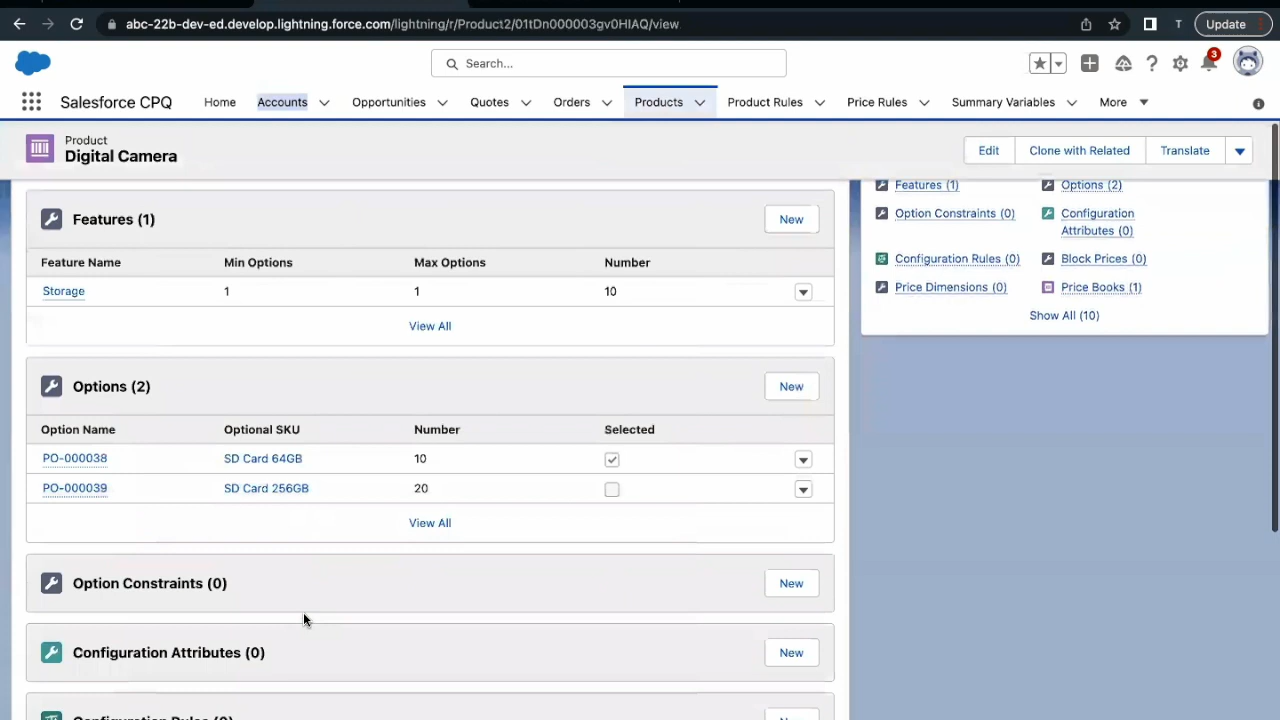 abc-22b-dev-ed.develop.lightning.force.com/lightning/r/Product2/01tDn000003gv0HIAQ/view
T
Update
Search...
3
Salesforce CPQ
Home
Accounts
Opportunities
Quotes
Orders
Products
Product Rules
Price Rules
Summary Variables
More
Product
Digital Camera
Edit
Clone with Related
Translate
Features (1)
New
Feature Name
Min Options
Max Options
Number
Storage
1
1
10
View All
Options (2)
New
Option Name
Optional SKU
Number
Selected
PO-000038
SD Card 64GB
10
PO-000039
SD Card 256GB
20
View All
Option Constraints (0)
New
Configuration Attributes (0)
New
Configuration Rules (0)
New
Features (1)
Options (2)
Option Constraints (0)
Configuration
Attributes (0)
Configuration Rules (0)
Block Prices (0)
Price Dimensions (0)
Price Books (1)
Show All (10)